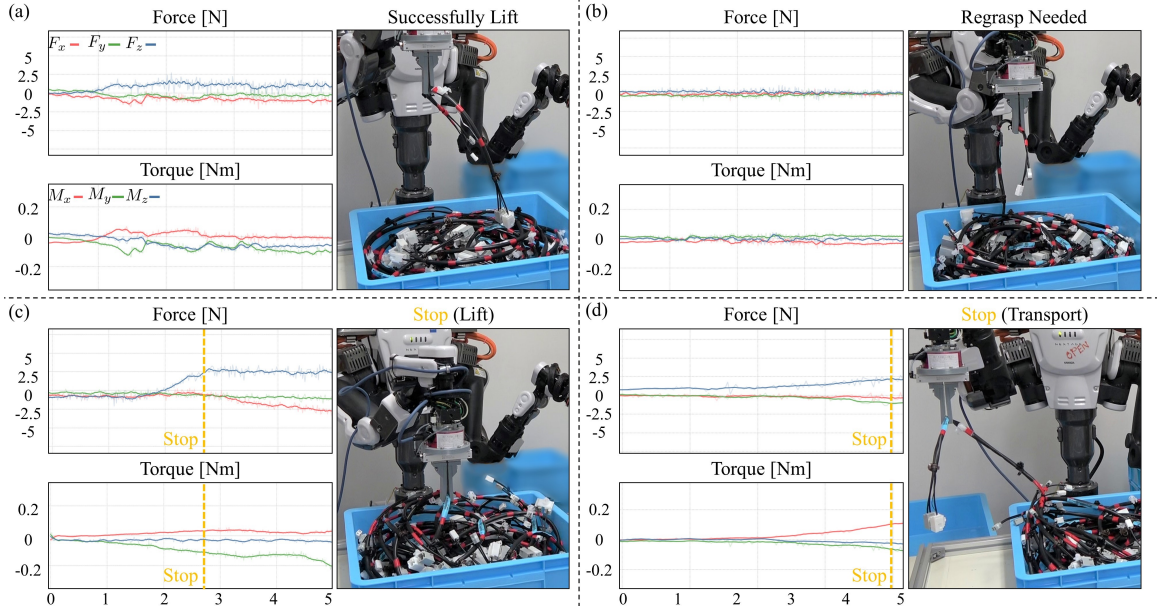 (a)
Force [N]
Successfully Lift
Fx Fy Fz
5
2.5
0
-2.5
-5
Torque [Nm]
Mx My Mz
0.2
0
-0.2
(b)
Force [N]
Regrasp Needed
5
2.5
0
-2.5
-5
Torque [Nm]
0.2
0
-0.2
(c)
Force [N]
Stop (Lift)
5
2.5
0
-2.5
-5
Stop
Torque [Nm]
0.2
0
-0.2
Stop
0 1 2 3 4 5
(d)
Force [N]
Stop (Transport)
OPEN
5
2.5
0
-2.5
-5
Stop
Torque [Nm]
0.2
0
-0.2
Stop
0 1 2 3 4 5